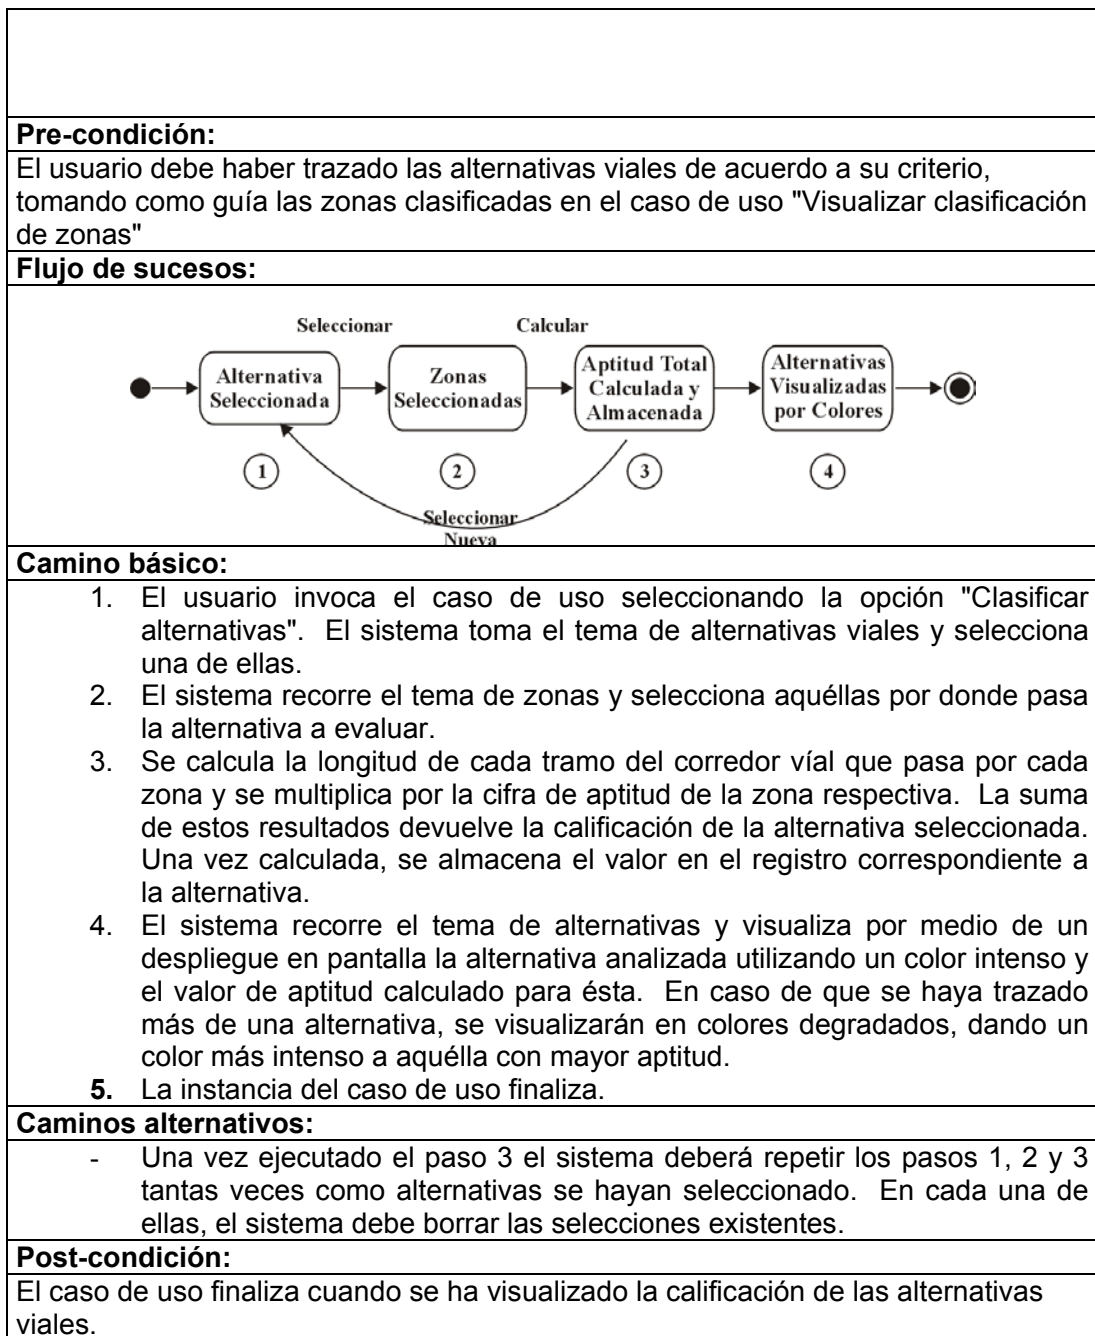 Pre-condición:
El usuario debe haber trazado las alternativas viales de acuerdo a su criterio,
tomando como guía las zonas clasificadas en el caso de uso "Visualizar clasificación
de zonas"
Flujo de sucesos:
Seleccionar
Calcular
Alternativa
Seleccionada
Zonas
Seleccionadas
Aptitud Total
Calculada y
Almacenada
Alternativas
Visualizadas
por Colores
1
2
3
4
Seleccionar
Nueva
Camino básico:
1. El usuario invoca el caso de uso seleccionando la opción "Clasificar
alternativas". El sistema toma el tema de alternativas viales y selecciona
una de ellas.
2. El sistema recorre el tema de zonas y selecciona aquéllas por donde pasa
la alternativa a evaluar.
3. Se calcula la longitud de cada tramo del corredor víal que pasa por cada
zona y se multiplica por la cifra de aptitud de la zona respectiva. La suma
de estos resultados devuelve la calificación de la alternativa seleccionada.
Una vez calculada, se almacena el valor en el registro correspondiente a
la alternativa.
4. El sistema recorre el tema de alternativas y visualiza por medio de un
despliegue en pantalla la alternativa analizada utilizando un color intenso y
el valor de aptitud calculado para ésta. En caso de que se haya trazado
más de una alternativa, se visualizarán en colores degradados, dando un
color más intenso a aquélla con mayor aptitud.
5. La instancia del caso de uso finaliza.
Caminos alternativos:
- Una vez ejecutado el paso 3 el sistema deberá repetir los pasos 1, 2 y 3
tantas veces como alternativas se hayan seleccionado. En cada una de
ellas, el sistema debe borrar las selecciones existentes.
Post-condición:
El caso de uso finaliza cuando se ha visualizado la calificación de las alternativas
viales.